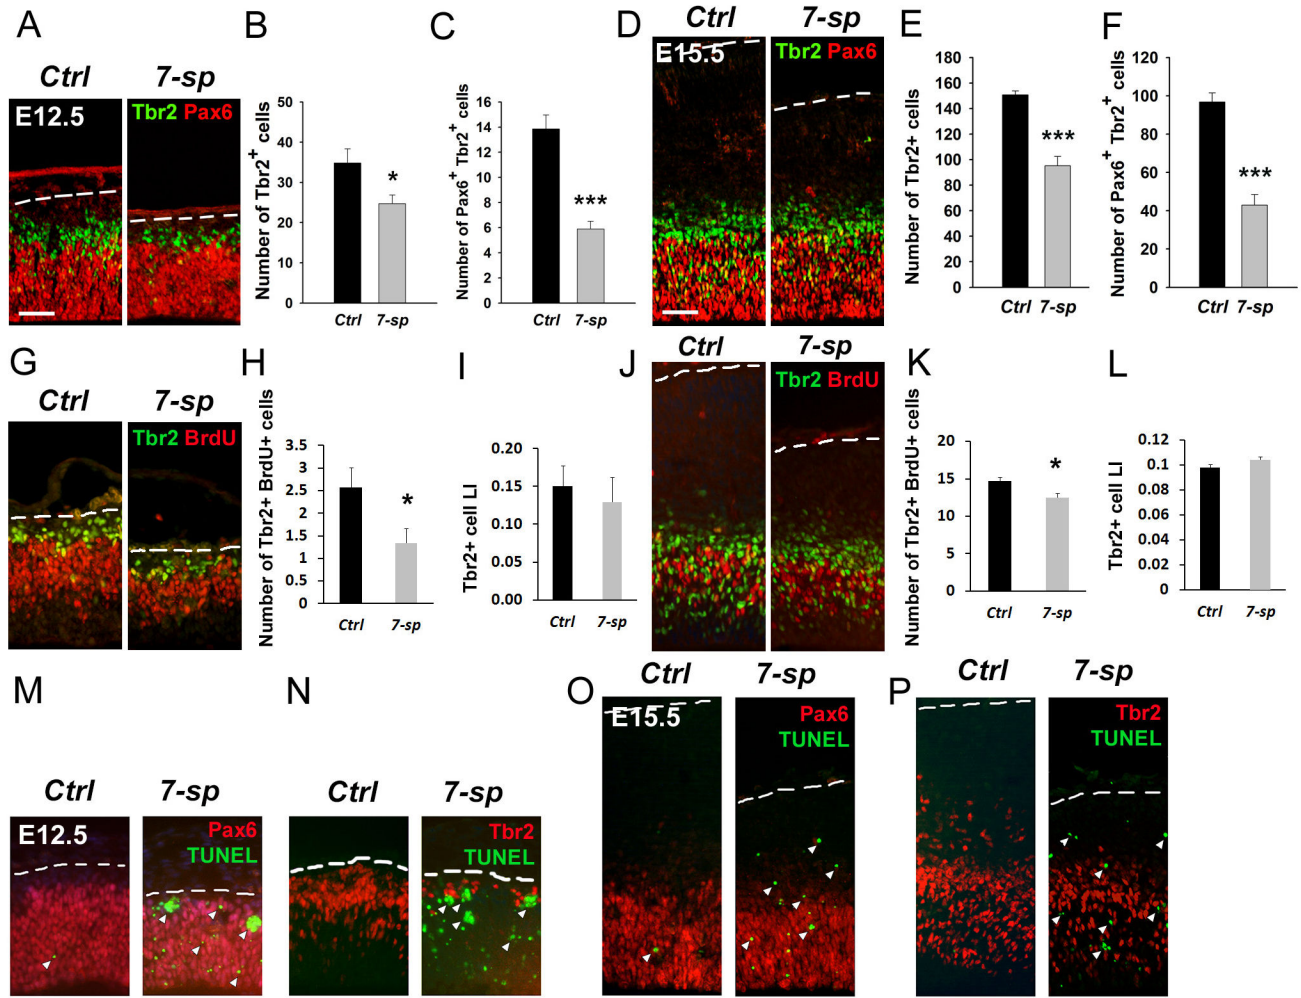 A
Ctrl
7-sp
E12.5
Tbr2 Pax6
B
Number of Tbr2+ cells
50
40
30
20
10
0
Ctrl
7-sp
*
C
Number of Pax6+ Tbr2+ cells
16
14
12
10
8
6
4
2
0
Ctrl
7-sp
***
D
Ctrl
7-sp
E15.5
Tbr2 Pax6
E
Number of Tbr2+ cells
180
160
140
120
100
80
60
40
20
0
Ctrl
7-sp
***
F
Number of Pax6+ Tbr2+ cells
120
100
80
60
40
20
0
Ctrl
7-sp
***
G
Ctrl
7-sp
Tbr2 BrdU
H
Number of Tbr2+ BrdU+ cells
3.5
3
2.5
2
1.5
1
0.5
0
Ctrl
7-sp
*
I
Tbr2+ cell LI
0.20
0.15
0.10
0.05
0.00
Ctrl
7-sp
J
Ctrl
7-sp
Tbr2 BrdU
K
Number of Tbr2+ BrdU+ cells
20
15
10
5
0
Ctrl
7-sp
*
L
Tbr2+ cell LI
0.12
0.1
0.08
0.06
0.04
0.02
0
Ctrl
7-sp
M
Ctrl
7-sp
E12.5
Pax6
TUNEL
N
Ctrl
7-sp
Tbr2
TUNEL
O
Ctrl
7-sp
E15.5
Pax6
TUNEL
P
Ctrl
7-sp
Tbr2
TUNEL